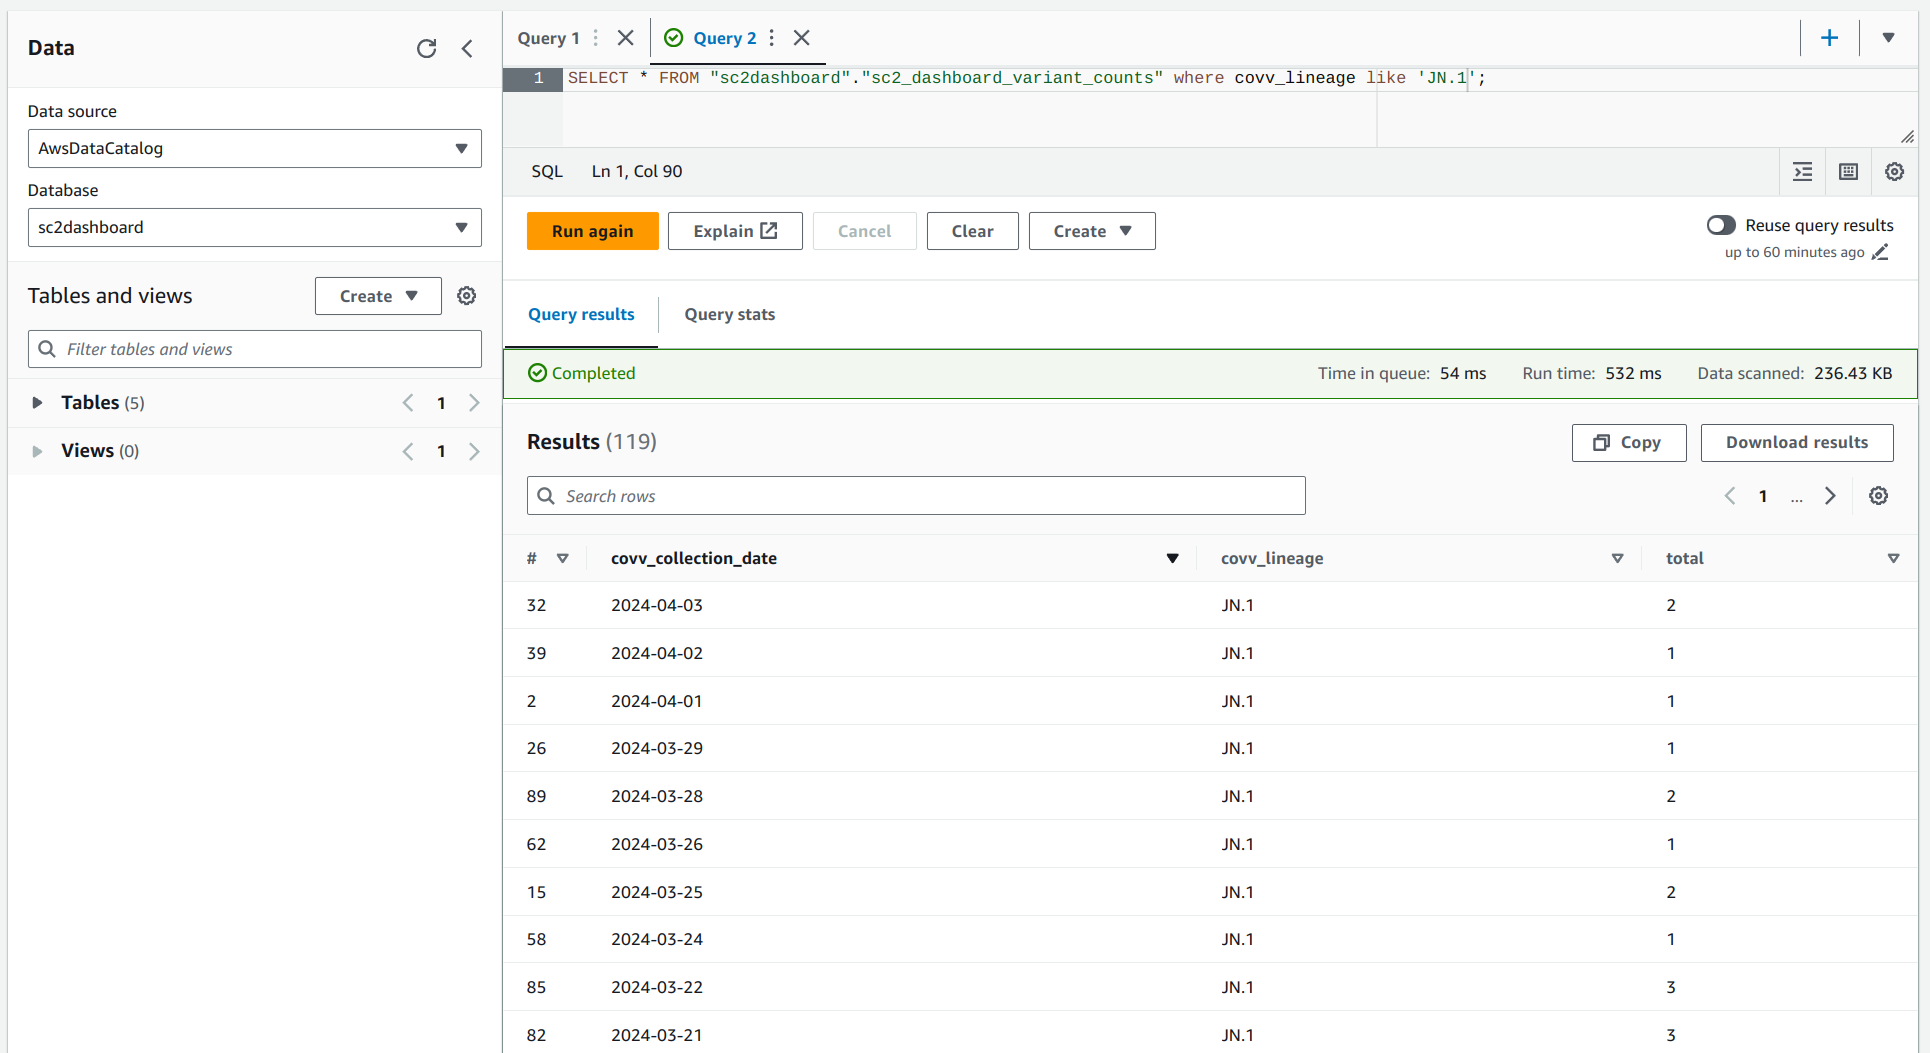 Data
Data source
AwsDataCatalog
Database
sc2dashboard
Tables and views
Create
Filter tables and views
Tables (5)
1
Views (0)
1
Query 1
Query 2
1 SELECT * FROM "sc2dashboard"."sc2_dashboard_variant_counts" where covv_lineage like 'JN.1';
SQL Ln 1, Col 90
Run again Explain Cancel Clear Create
Reuse query results
up to 60 minutes ago
Query results Query stats
Completed Time in queue: 54 ms Run time: 532 ms Data scanned: 236.43 KB
Results (119)
Copy Download results
Search rows
1 ...
# covv_collection_date covv_lineage total
32 2024-04-03 JN.1 2
39 2024-04-02 JN.1 1
2 2024-04-01 JN.1 1
26 2024-03-29 JN.1 1
89 2024-03-28 JN.1 2
62 2024-03-26 JN.1 1
15 2024-03-25 JN.1 2
58 2024-03-24 JN.1 1
85 2024-03-22 JN.1 3
82 2024-03-21 JN.1 3